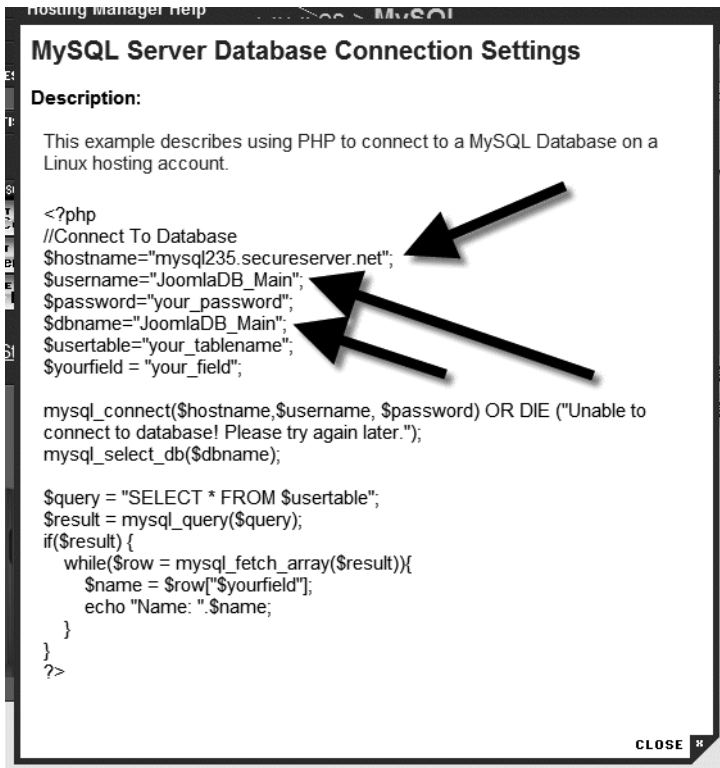 Hosting Manager Help
> MySQL
MySQL Server Database Connection Settings
Description:
This example describes using PHP to connect to a MySQL Database on a
Linux hosting account.
<?php
//Connect To Database
$hostname="mysql235.secureserver.net";
$username="JoomlaDB_Main";
$password="your_password";
$dbname="JoomlaDB_Main";
$usertable="your_tablename";
$yourfield = "your_field";
mysql_connect($hostname,$username, $password) OR DIE ("Unable to
connect to database! Please try again later.");
mysql_select_db($dbname);
$query = "SELECT * FROM $usertable";
$result = mysql_query($query);
if($result) {
while($row = mysql_fetch_array($result)){
$name = $row["$yourfield"];
echo "Name: ".$name;
}
}
?>
CLOSE x